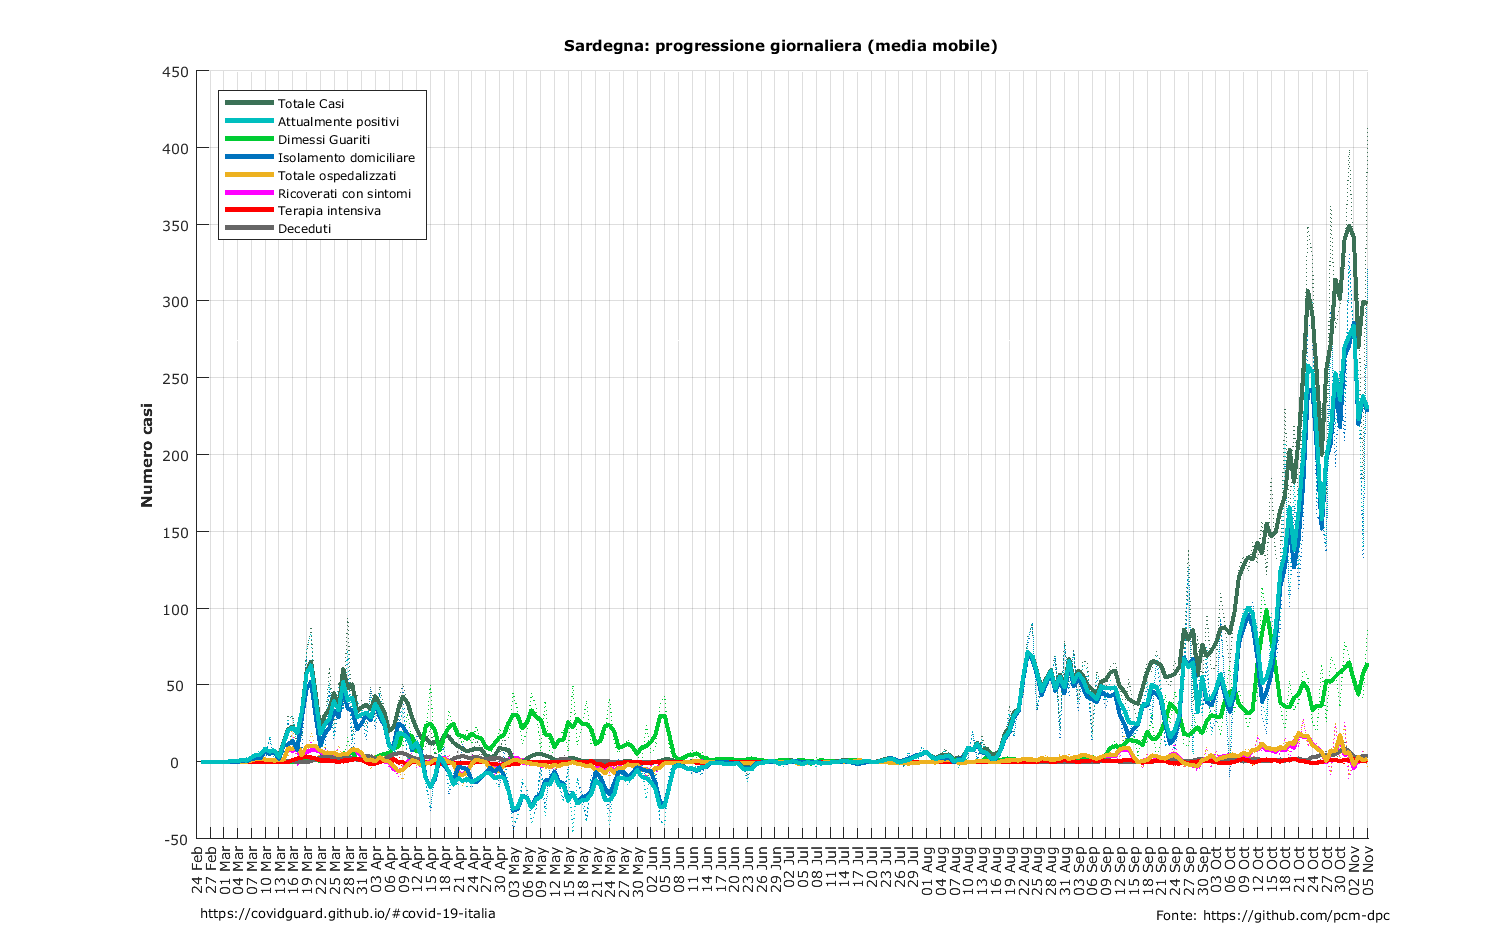 Sardegna: progressione giornaliera (media mobile)
450
400
350
300
250
200
150
100
50
0
-50
Numero casi
Totale Casi
Attualmente positivi
Dimessi Guariti
Isolamento domiciliare
Totale ospedalizzati
Ricoverati con sintomi
Terapia intensiva
Deceduti
24 Feb
27 Feb
01 Mar
04 Mar
07 Mar
10 Mar
13 Mar
16 Mar
19 Mar
22 Mar
25 Mar
28 Mar
31 Mar
03 Apr
06 Apr
09 Apr
12 Apr
15 Apr
18 Apr
21 Apr
24 Apr
27 Apr
30 Apr
03 May
06 May
09 May
12 May
15 May
18 May
21 May
24 May
27 May
30 May
02 Jun
05 Jun
08 Jun
11 Jun
14 Jun
17 Jun
20 Jun
23 Jun
26 Jun
29 Jun
02 Jul
05 Jul
08 Jul
11 Jul
14 Jul
17 Jul
20 Jul
23 Jul
26 Jul
29 Jul
01 Aug
04 Aug
07 Aug
10 Aug
13 Aug
16 Aug
19 Aug
22 Aug
25 Aug
28 Aug
31 Aug
03 Sep
06 Sep
09 Sep
12 Sep
15 Sep
18 Sep
21 Sep
24 Sep
27 Sep
30 Sep
03 Oct
06 Oct
09 Oct
12 Oct
15 Oct
18 Oct
21 Oct
24 Oct
27 Oct
30 Oct
02 Nov
05 Nov
https://covidguard.github.io/#covid-19-italia
Fonte: https://github.com/pcm-dpc